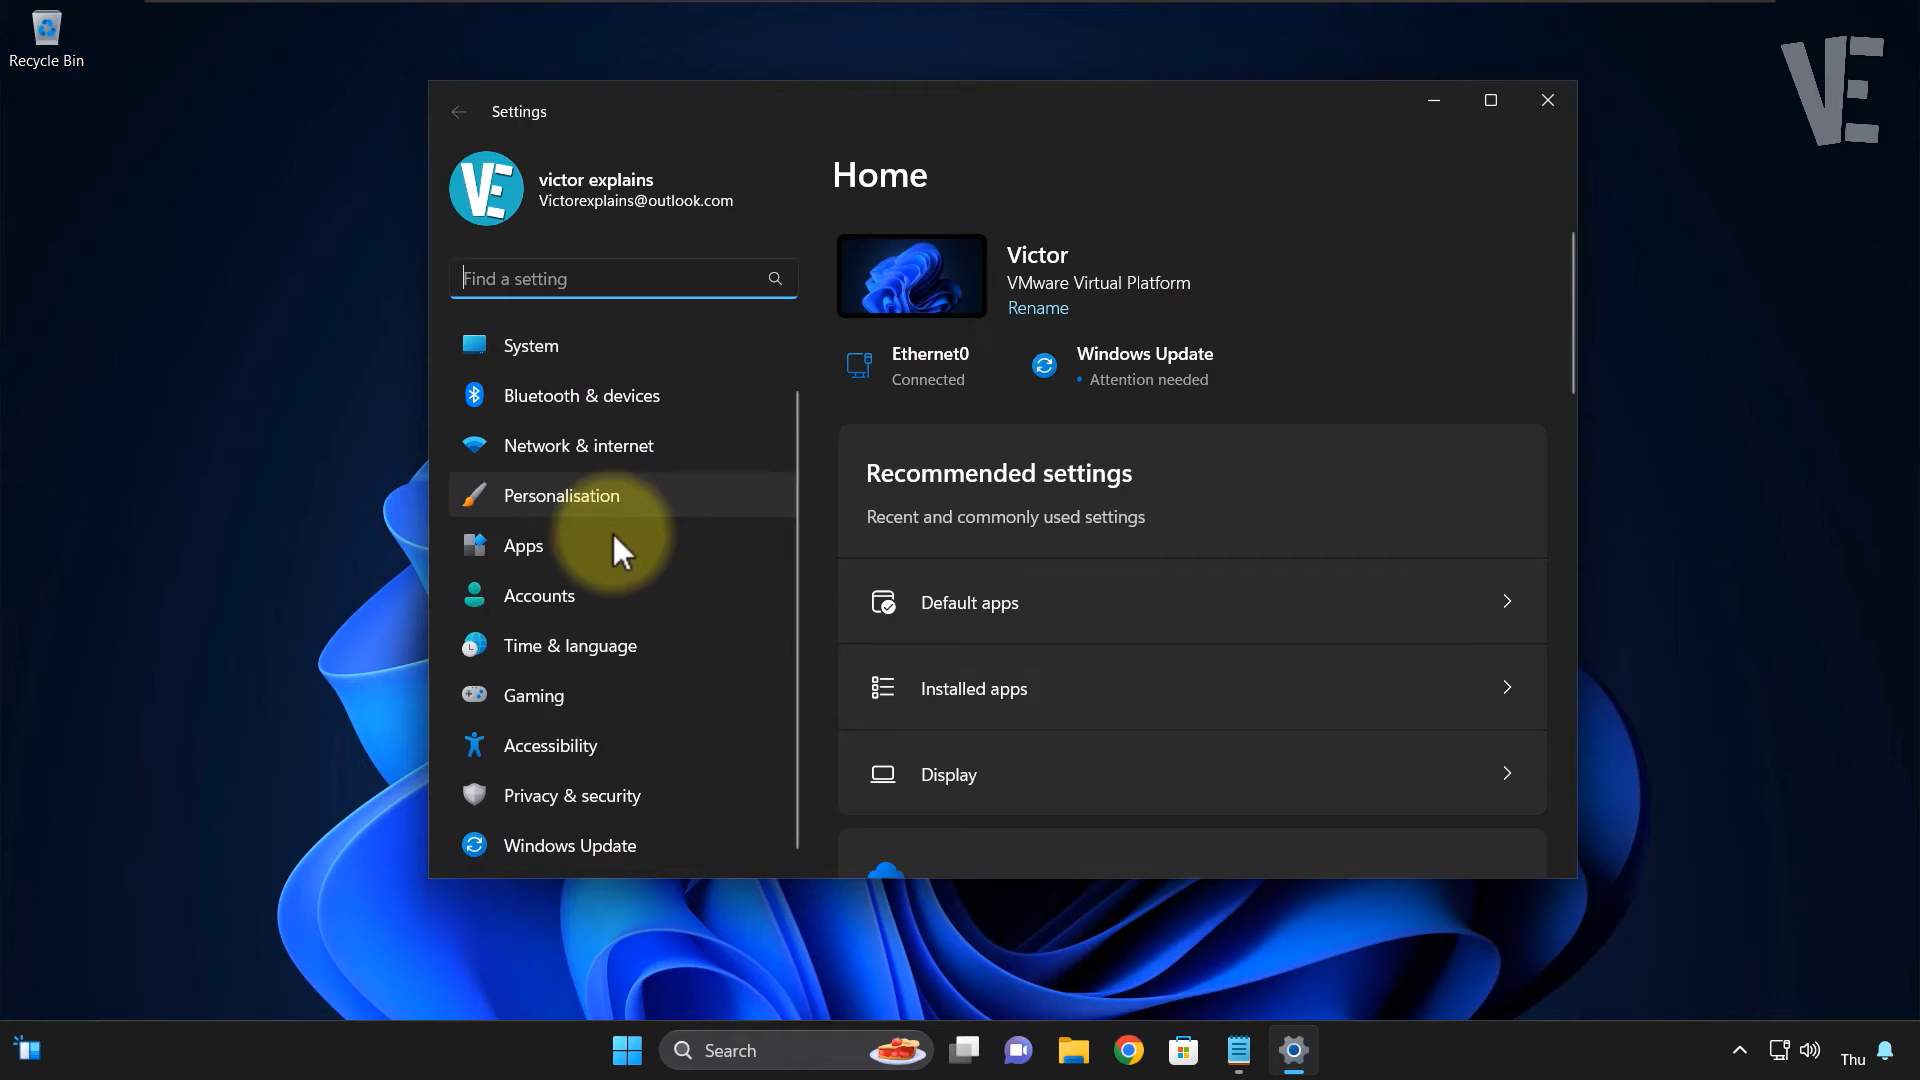 Recycle Bin
VE
Settings
VE
victor explains
Victorexplains@outlook.com
Find a setting
System
Bluetooth & devices
Network & internet
Personalisation
Apps
Accounts
Time & language
Gaming
Accessibility
Privacy & security
Windows Update
Home
Victor
VMware Virtual Platform
Rename
Ethernet0
Connected
Windows Update
• Attention needed
Recommended settings
Recent and commonly used settings
Default apps
Installed apps
Display
Search
Thu